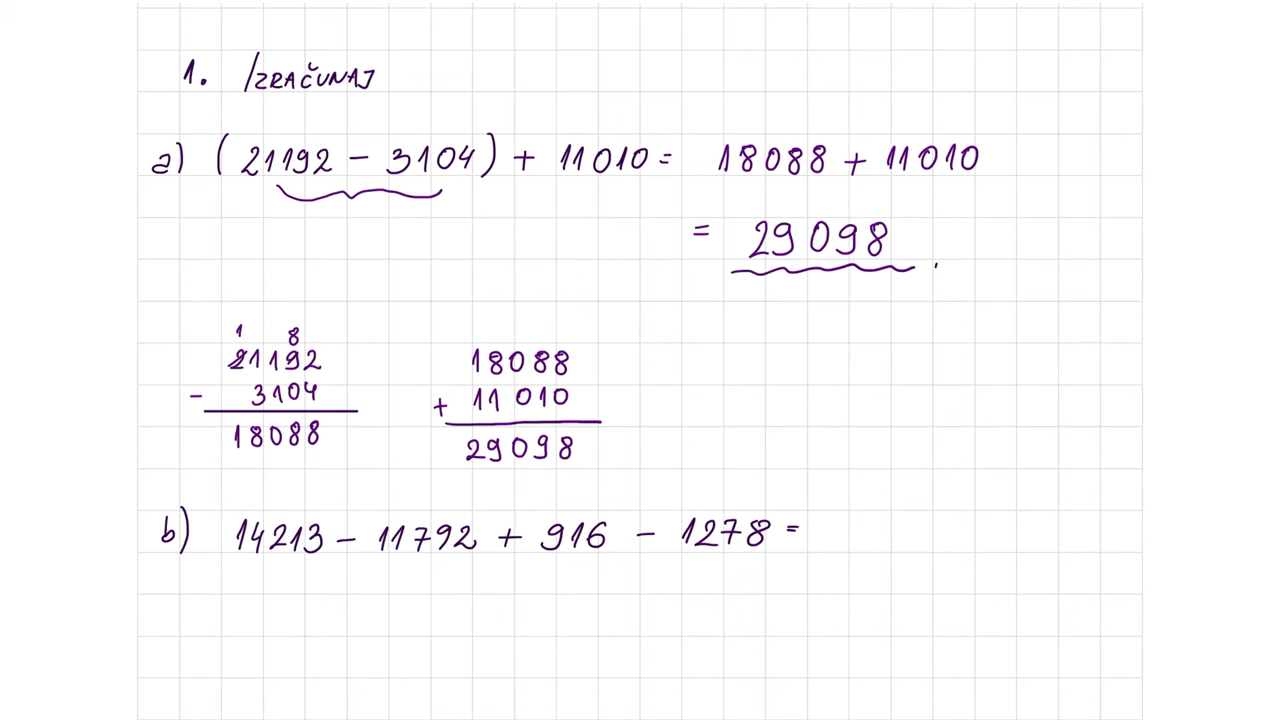 1. IZRAČUNAJ
a) (21192 - 3104) + 11010 = 18088 + 11010
= 29098
1 8
21192
- 3104
18088
18088
+ 11010
29098
b) 14213 - 11792 + 916 - 1278 =